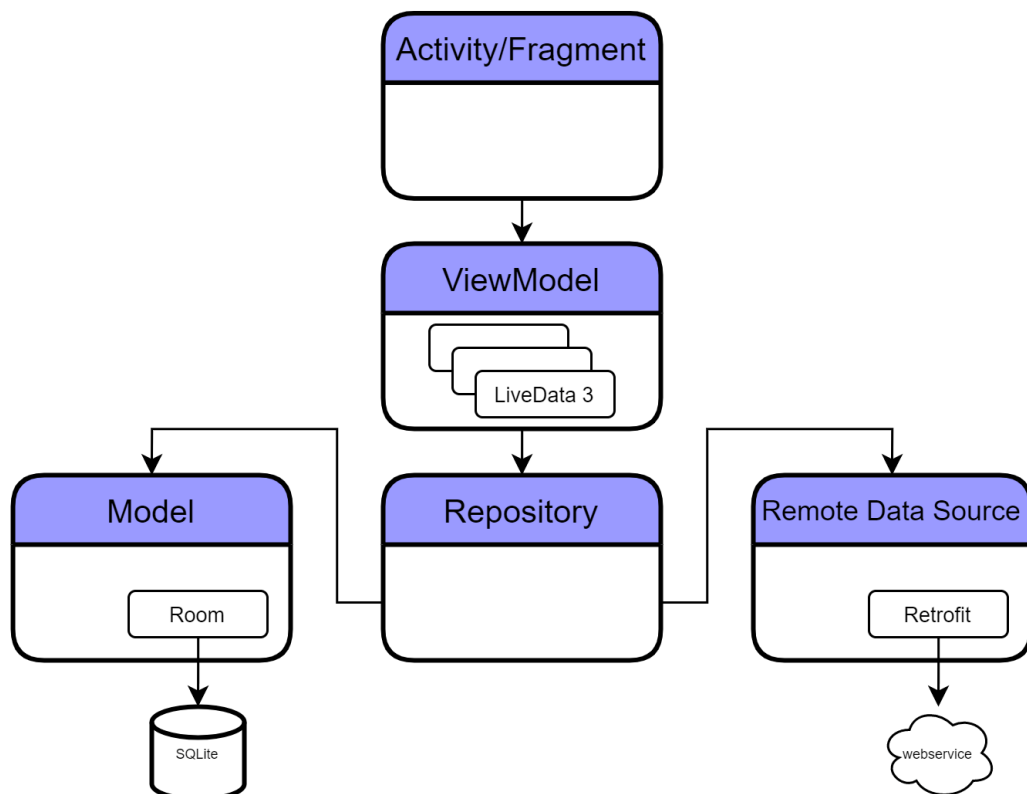 Activity/Fragment
ViewModel
LiveData 3
Model
Repository
Remote Data Source
Room
Retrofit
SQLite
webservice